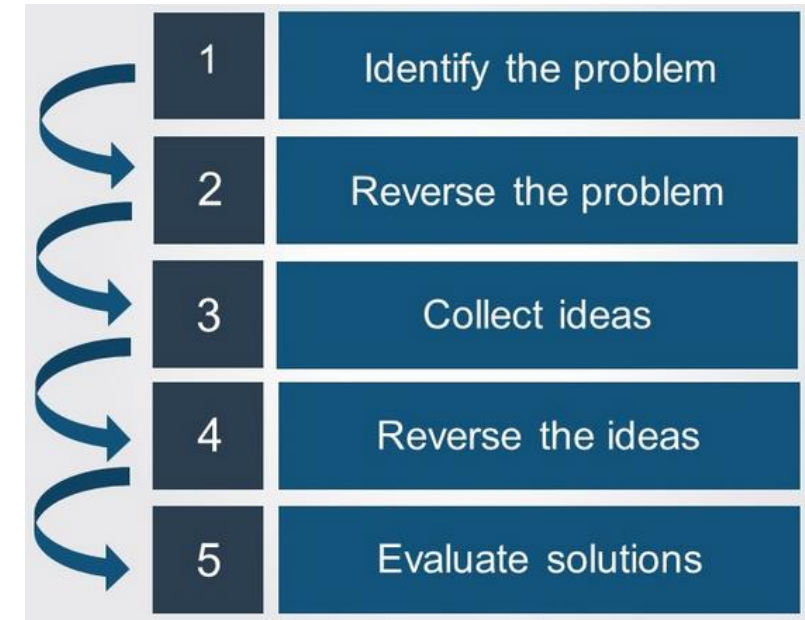 1 Identify the problem
2 Reverse the problem
3 Collect ideas
4 Reverse the ideas
5 Evaluate solutions